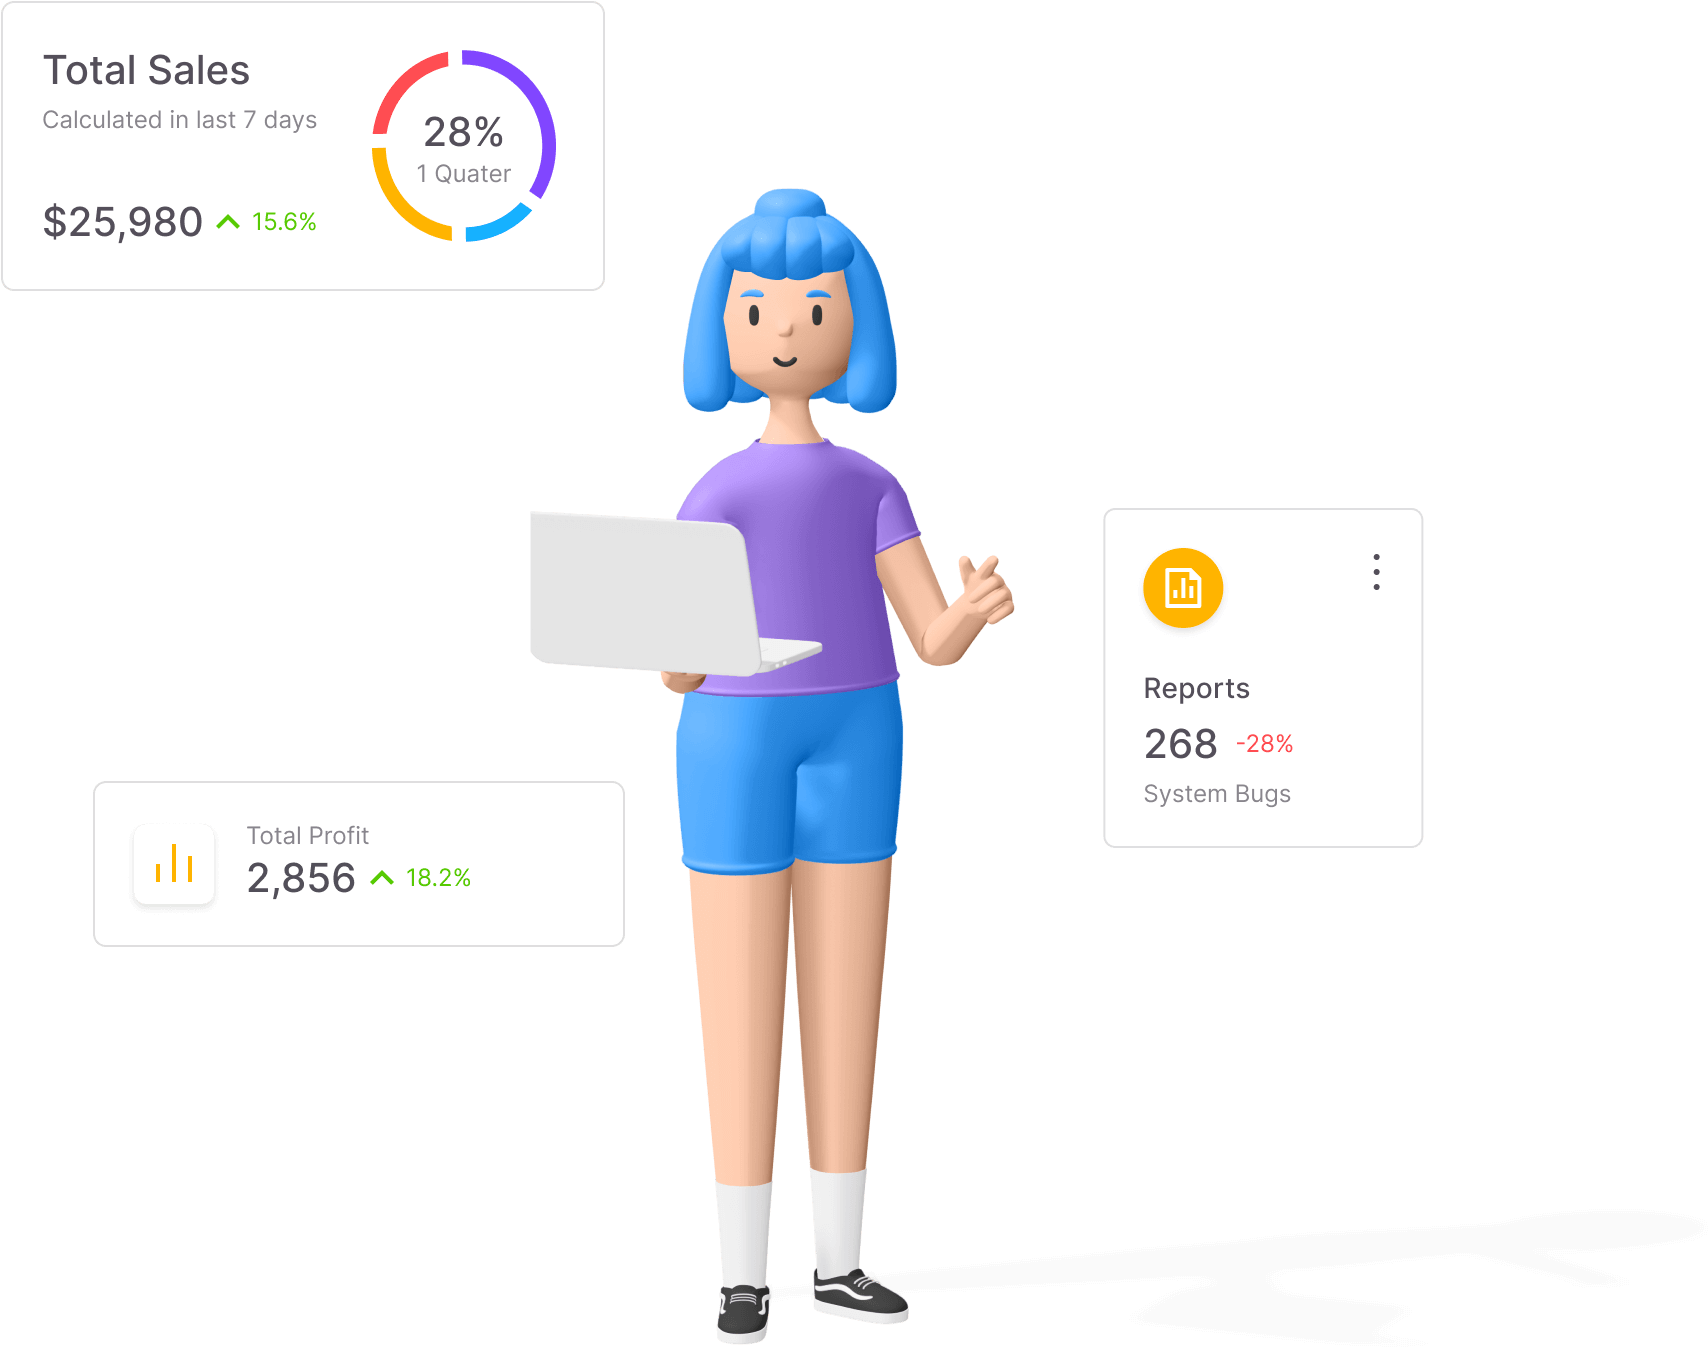 Total Sales
Calculated in last 7 days
$25,980 15.6%
28%
1 Quater
Reports
268 -28%
System Bugs
Total Profit
2,856 18.2%